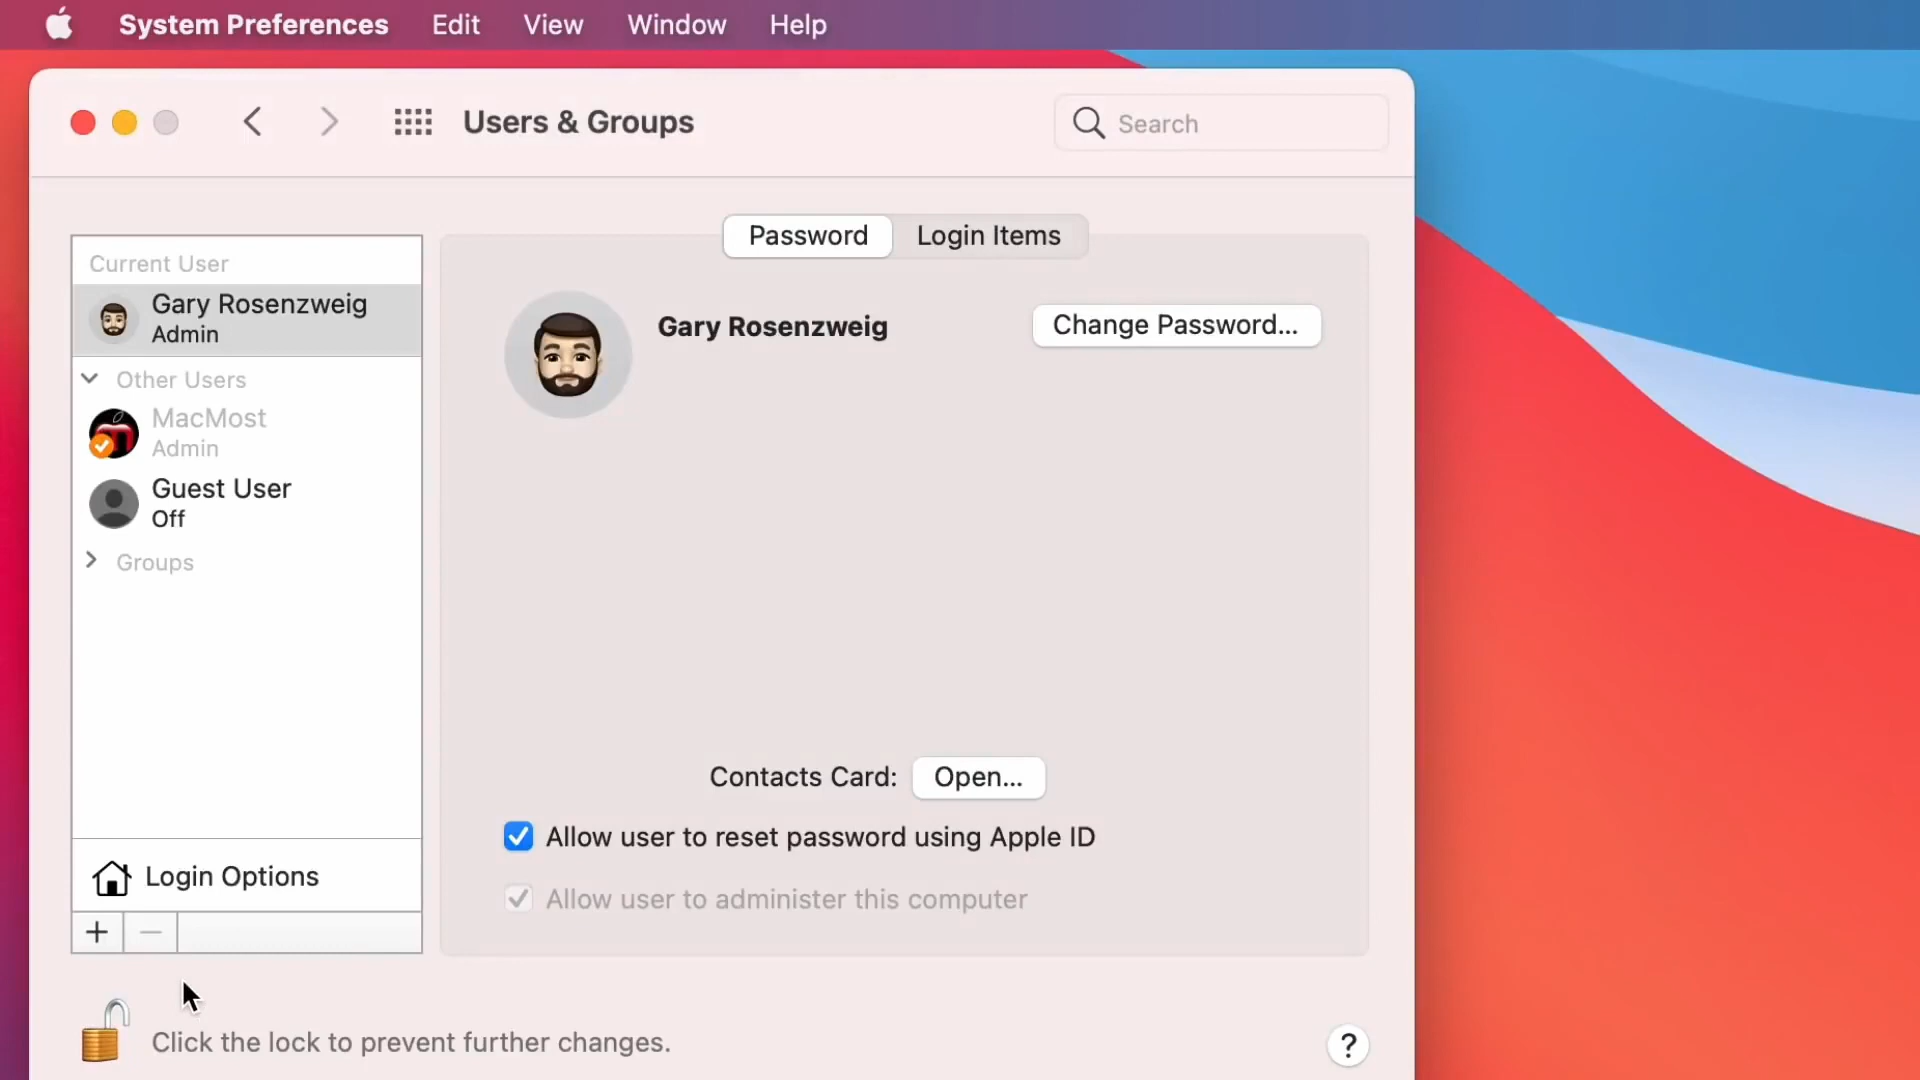 System Preferences Edit View Window Help
Users & Groups
Search
Password Login Items
Current User
Gary Rosenzweig
Admin
Other Users
MacMost
Admin
Guest User
Off
Groups
Login Options
Gary Rosenzweig
Change Password...
Contacts Card: Open...
Allow user to reset password using Apple ID
Allow user to administer this computer
Click the lock to prevent further changes.
?